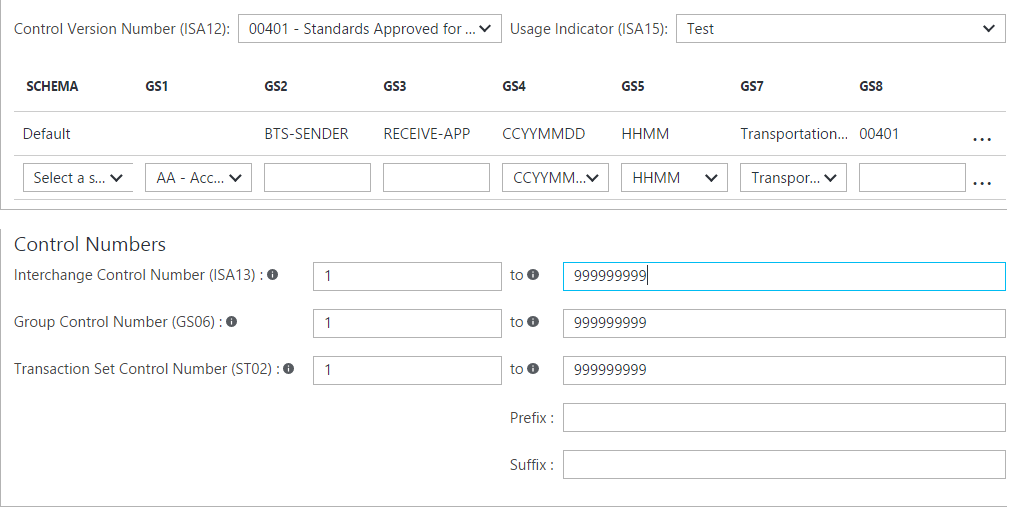 Control Version Number (ISA12): 00401 - Standards Approved for ... Usage Indicator (ISA15): Test
SCHEMA GS1 GS2 GS3 GS4 GS5 GS7 GS8
Default BTS-SENDER RECEIVE-APP CCYYMMDD HHMM Transportation... 00401 ...
Select a s... AA - Acc... CCYYMM... HHMM Transpor... ...
Control Numbers
Interchange Control Number (ISA13) : 1 to 999999999
Group Control Number (GS06) : 1 to 999999999
Transaction Set Control Number (ST02) : 1 to 999999999
Prefix :
Suffix :